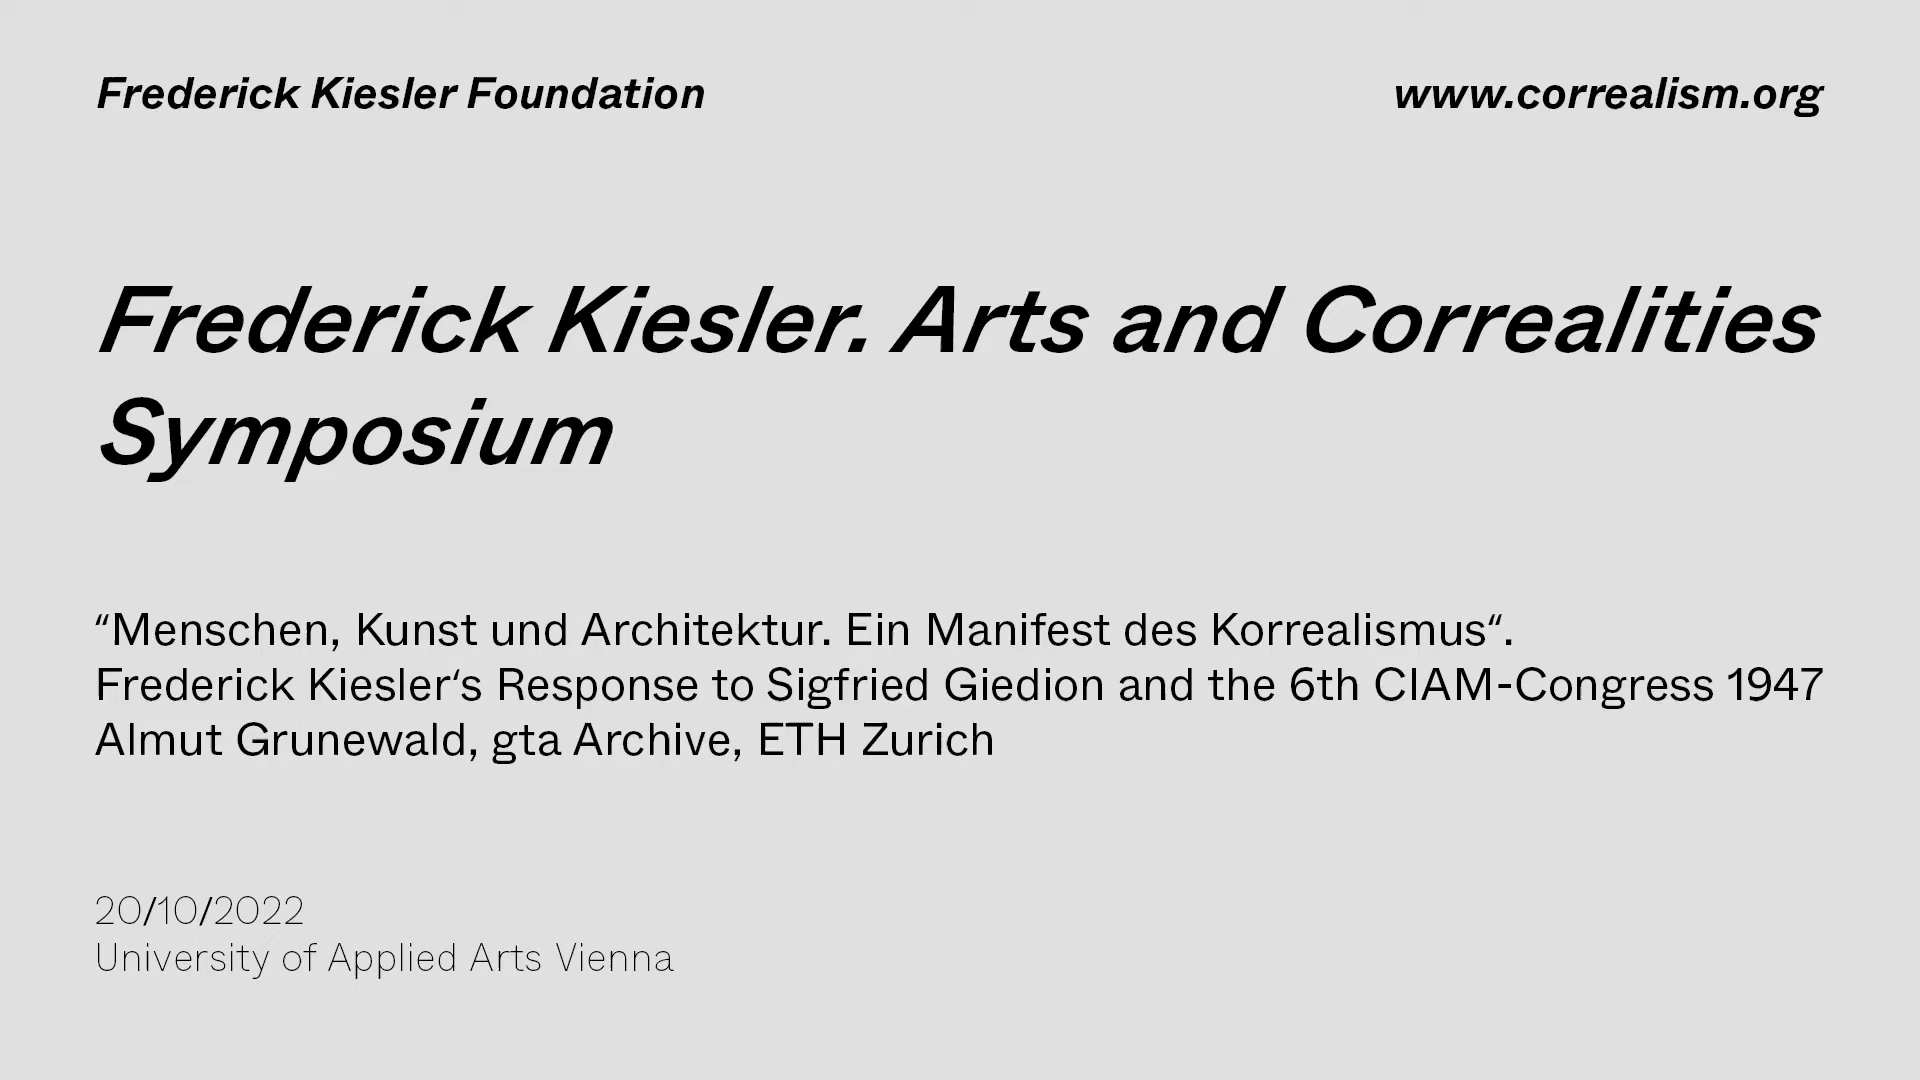 Frederick Kiesler Foundation
www.correalism.org
Frederick Kiesler. Arts and Correalities
Symposium
“Menschen, Kunst und Architektur. Ein Manifest des Korrealismus“.
Frederick Kiesler‘s Response to Sigfried Giedion and the 6th CIAM-Congress 1947
Almut Grunewald, gta Archive, ETH Zurich
20/10/2022
University of Applied Arts Vienna